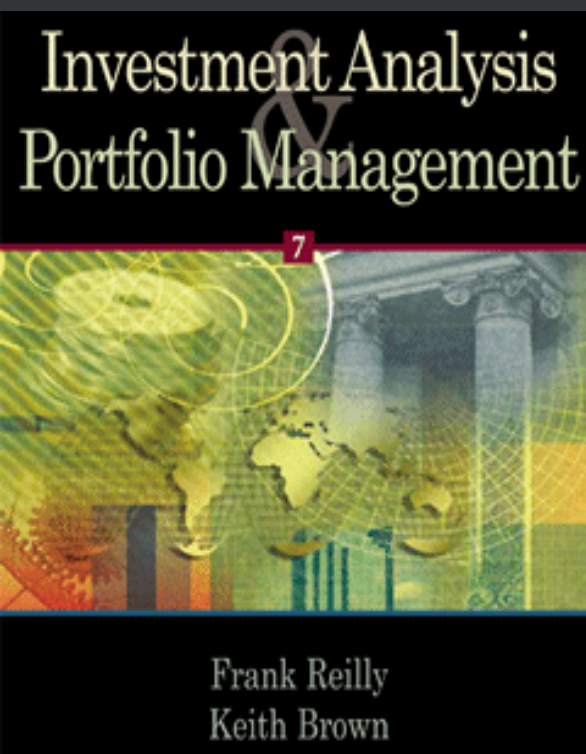 Investment Analysis
&
Portfolio Management
7
Frank Reilly
Keith Brown